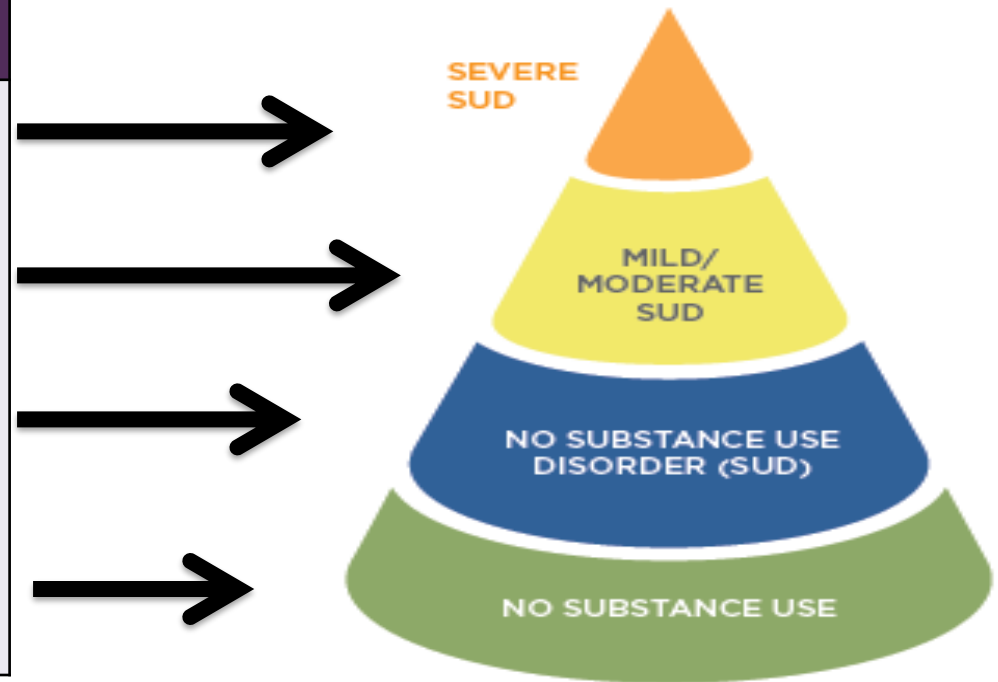 SEVERE
SUD
MILD/
MODERATE
SUD
NO SUBSTANCE USE
DISORDER (SUD)
NO SUBSTANCE USE